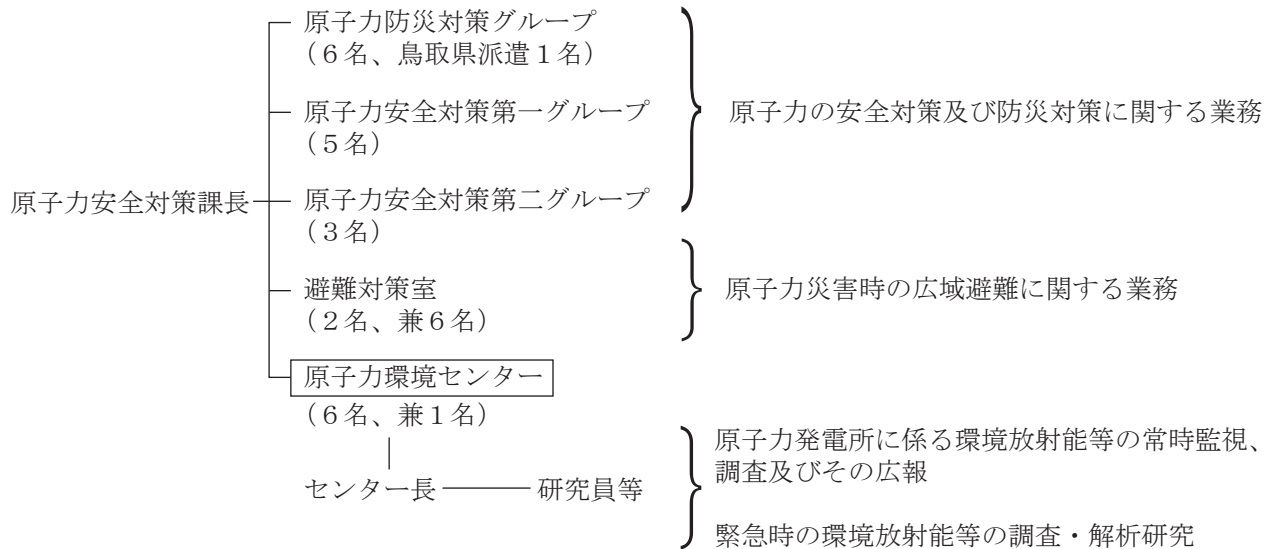 原子力安全対策課長
原子力防災対策グループ
（６名、鳥取県派遣１名）
原子力安全対策第一グループ
（５名）
原子力安全対策第二グループ
（３名）
原子力の安全対策及び防災対策に関する業務
避難対策室
（２名、兼６名）
原子力災害時の広域避難に関する業務
原子力環境センター
（６名、兼１名）
センター長
研究員等
原子力発電所に係る環境放射能等の常時監視、
調査及びその広報
緊急時の環境放射能等の調査・解析研究